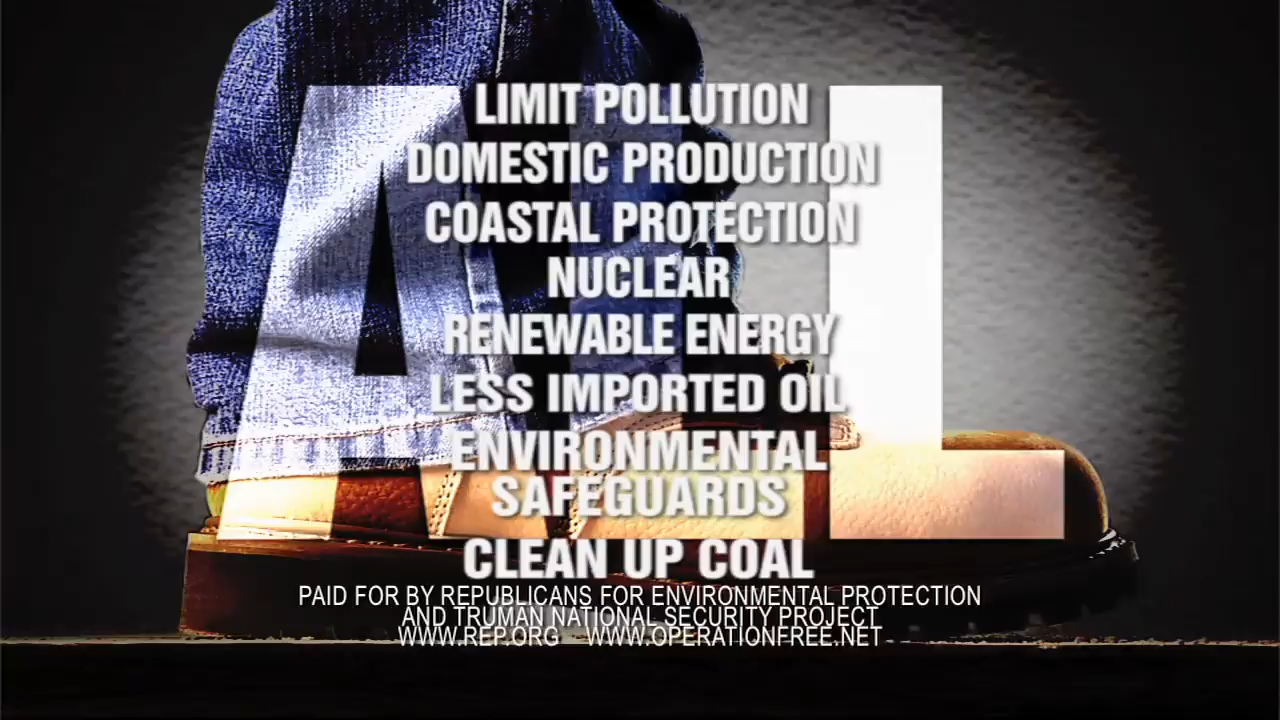 ALL
LIMIT POLLUTION
DOMESTIC PRODUCTION
COASTAL PROTECTION
NUCLEAR
RENEWABLE ENERGY
LESS IMPORTED OIL
ENVIRONMENTAL
SAFEGUARDS
CLEAN UP COAL
PAID FOR BY REPUBLICANS FOR ENVIRONMENTAL PROTECTION
AND TRUMAN NATIONAL SECURITY PROJECT
WWW.REP.ORG WWW.OPERATIONFREE.NET